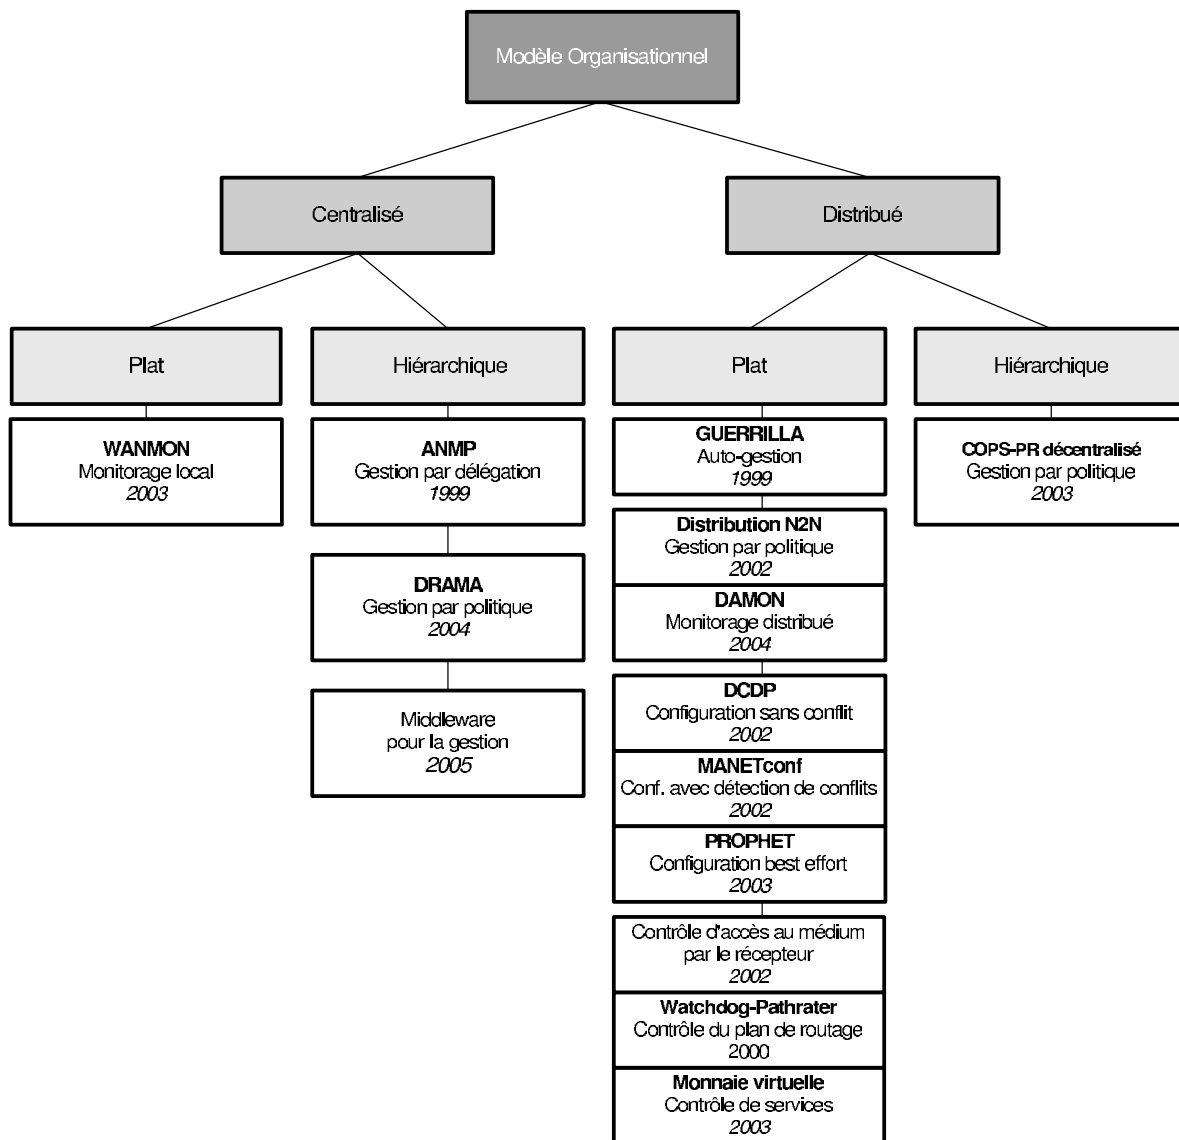 Modèle Organisationnel
Centralisé
Distribué
Plat
Hiérarchique
Plat
Hiérarchique
WANMON
Monitorage local
2003
ANMP
Gestion par délégation
1999
DRAMA
Gestion par politique
2004
Middleware
pour la gestion
2005
GUERRILLA
Auto-gestion
1999
Distribution N2N
Gestion par politique
2002
DAMON
Monitorage distribué
2004
DCDP
Configuration sans conflit
2002
MANETconf
Conf. avec détection de conflits
2002
PROPHET
Configuration best effort
2003
Contrôle d'accès au médium
par le récepteur
2002
Watchdog-Pathrater
Contrôle du plan de routage
2000
Monnaie virtuelle
Contrôle de services
2003
COPS-PR décentralisé
Gestion par politique
2003